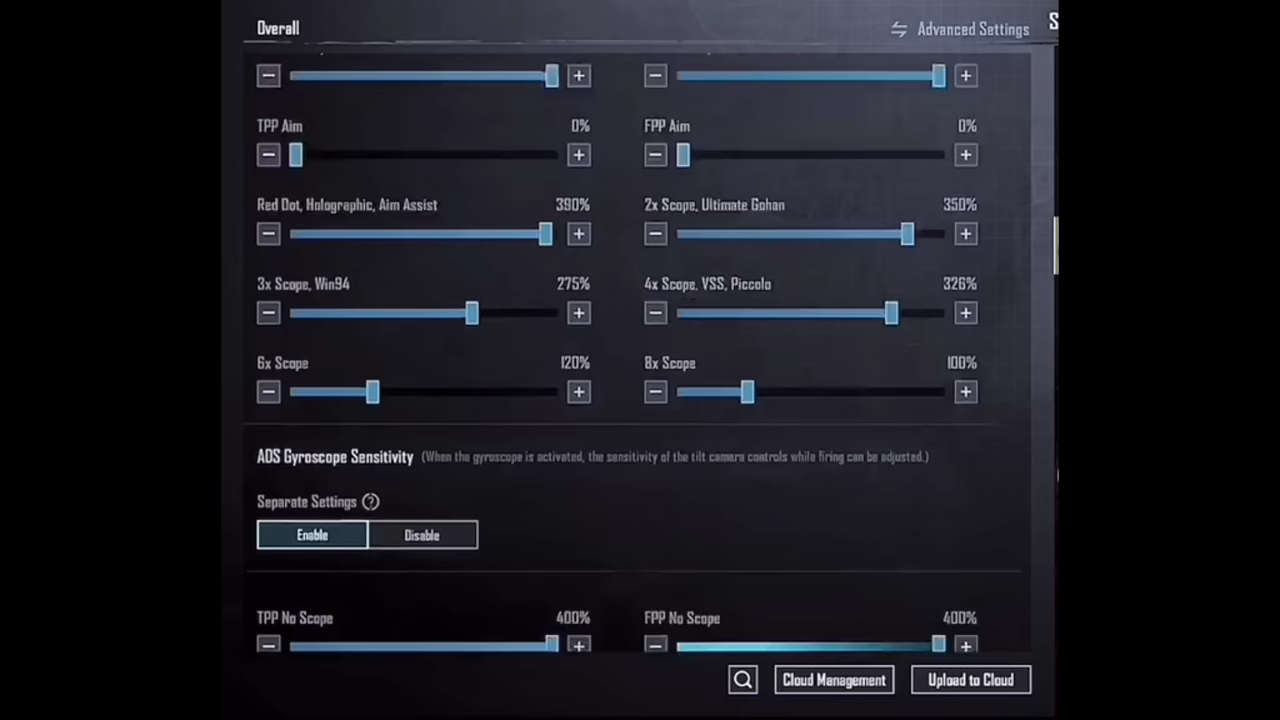 Overall
Advanced Settings
S
TPP Aim 0% FPP Aim 0%
Red Dot, Holographic, Aim Assist 390% 2x Scope, Ultimate Gohan 350%
3x Scope, Win94 275% 4x Scope, VSS, Piccolo 326%
6x Scope 120% 8x Scope 100%
ADS Gyroscope Sensitivity (When the gyroscope is activated, the sensitivity of the tilt camera controls while firing can be adjusted.)
Separate Settings ?
Enable Disable
TPP No Scope 400% FPP No Scope 400%
Cloud Management Upload to Cloud